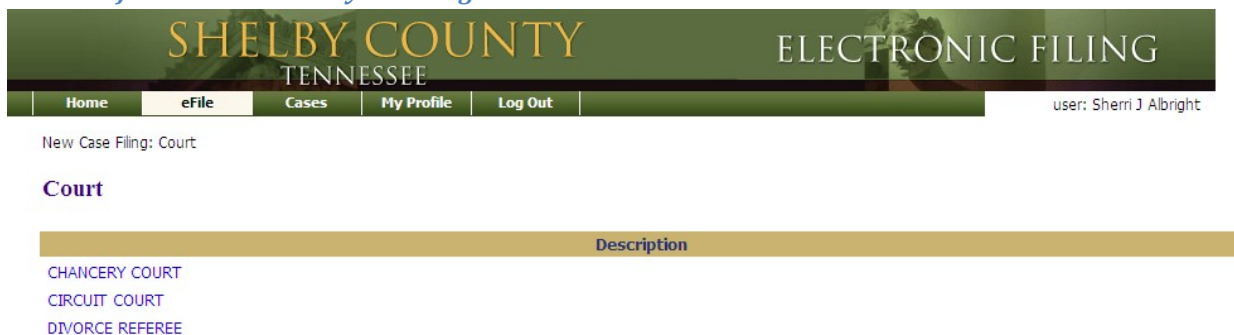 SHELBY COUNTY
TENNESSEE
ELECTRONIC FILING
Home eFile Cases My Profile Log Out
user: Sherri J Albright
New Case Filing: Court
Court
Description
CHANCERY COURT
CIRCUIT COURT
DIVORCE REFEREE